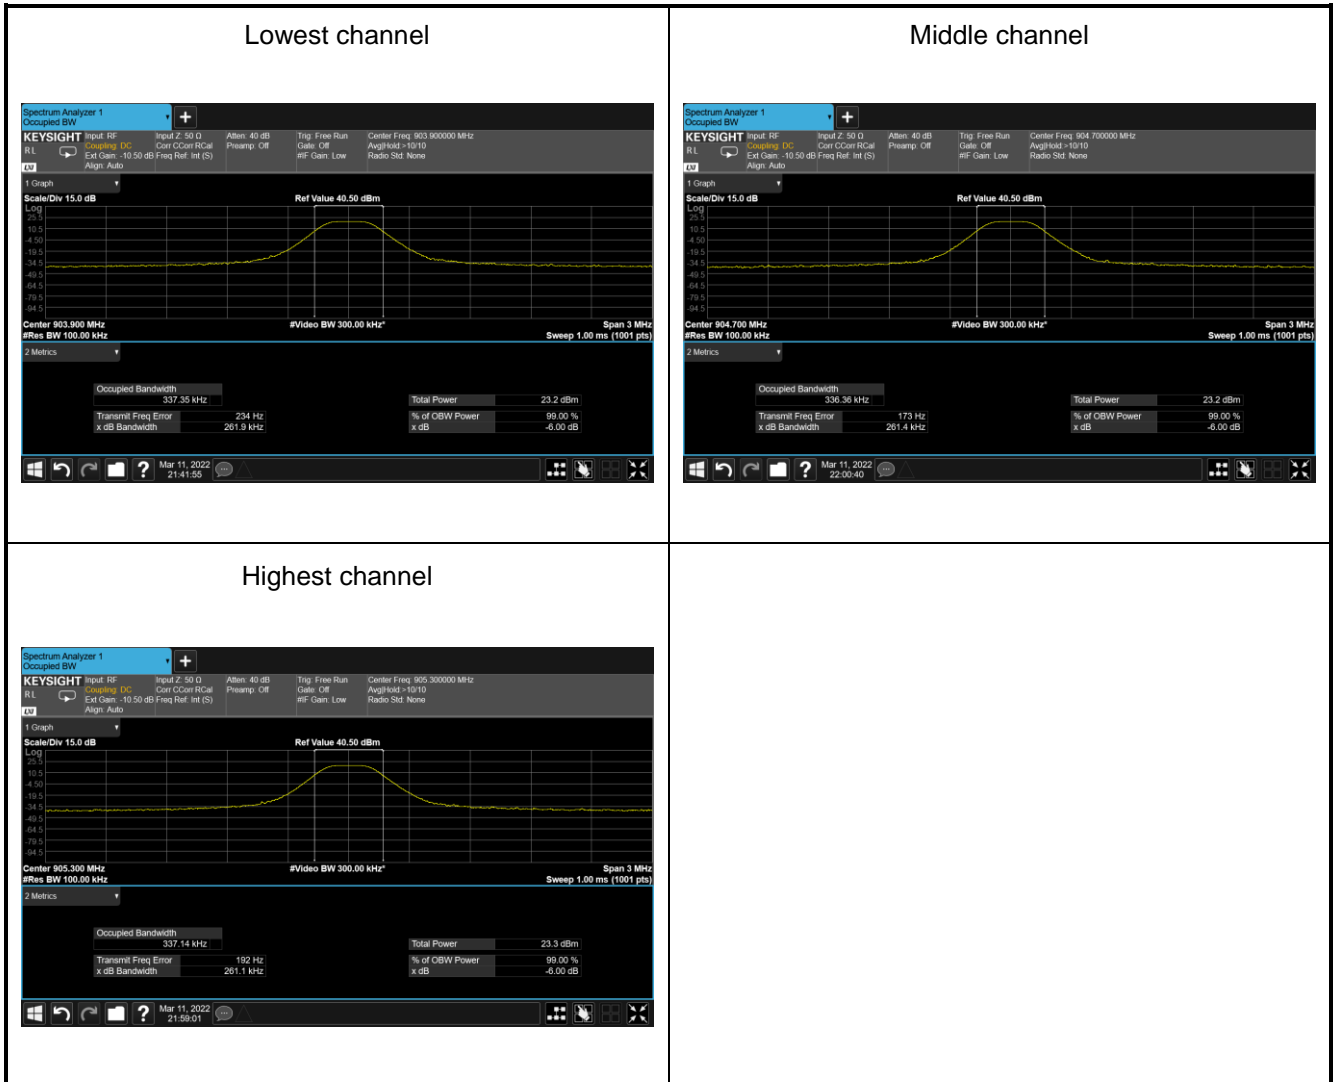 Lowest channel
Spectrum Analyzer 1
Occupied BW
KEYSIGHT Input: RF Input Z: 50 Ω Atten: 40 dB Trig: Free Run Center Freq: 903.900000 MHz
RL Coupling: DC Corr CCorr RCal Preamp: Off Gate: Off Avg|Hold:>10/10
Ext Gain: -10.50 dB Freq Ref: Int (S) #IF Gain: Low Radio Std: None
LXI Align: Auto
1 Graph
Scale/Div 15.0 dB Ref Value 40.50 dBm
Log
25.5
10.5
-4.50
-19.5
-34.5
-49.5
-64.5
-79.5
-94.5
Center 903.900 MHz #Video BW 300.00 kHz* Span 3 MHz
#Res BW 100.00 kHz Sweep 1.00 ms (1001 pts)
2 Metrics
Occupied Bandwidth
337.35 kHz Total Power 23.2 dBm
Transmit Freq Error 234 Hz % of OBW Power 99.00 %
x dB Bandwidth 261.9 kHz x dB -6.00 dB
Mar 11, 2022
21:41:55
Middle channel
Spectrum Analyzer 1
Occupied BW
KEYSIGHT Input: RF Input Z: 50 Ω Atten: 40 dB Trig: Free Run Center Freq: 904.700000 MHz
RL Coupling: DC Corr CCorr RCal Preamp: Off Gate: Off Avg|Hold:>10/10
Ext Gain: -10.50 dB Freq Ref: Int (S) #IF Gain: Low Radio Std: None
LXI Align: Auto
1 Graph
Scale/Div 15.0 dB Ref Value 40.50 dBm
Log
25.5
10.5
-4.50
-19.5
-34.5
-49.5
-64.5
-79.5
-94.5
Center 904.700 MHz #Video BW 300.00 kHz* Span 3 MHz
#Res BW 100.00 kHz Sweep 1.00 ms (1001 pts)
2 Metrics
Occupied Bandwidth
336.36 kHz Total Power 23.2 dBm
Transmit Freq Error 173 Hz % of OBW Power 99.00 %
x dB Bandwidth 261.4 kHz x dB -6.00 dB
Mar 11, 2022
22:00:40
Highest channel
Spectrum Analyzer 1
Occupied BW
KEYSIGHT Input: RF Input Z: 50 Ω Atten: 40 dB Trig: Free Run Center Freq: 905.300000 MHz
RL Coupling: DC Corr CCorr RCal Preamp: Off Gate: Off Avg|Hold:>10/10
Ext Gain: -10.50 dB Freq Ref: Int (S) #IF Gain: Low Radio Std: None
LXI Align: Auto
1 Graph
Scale/Div 15.0 dB Ref Value 40.50 dBm
Log
25.5
10.5
-4.50
-19.5
-34.5
-49.5
-64.5
-79.5
-94.5
Center 905.300 MHz #Video BW 300.00 kHz* Span 3 MHz
#Res BW 100.00 kHz Sweep 1.00 ms (1001 pts)
2 Metrics
Occupied Bandwidth
337.14 kHz Total Power 23.3 dBm
Transmit Freq Error 192 Hz % of OBW Power 99.00 %
x dB Bandwidth 261.1 kHz x dB -6.00 dB
Mar 11, 2022
21:59:01